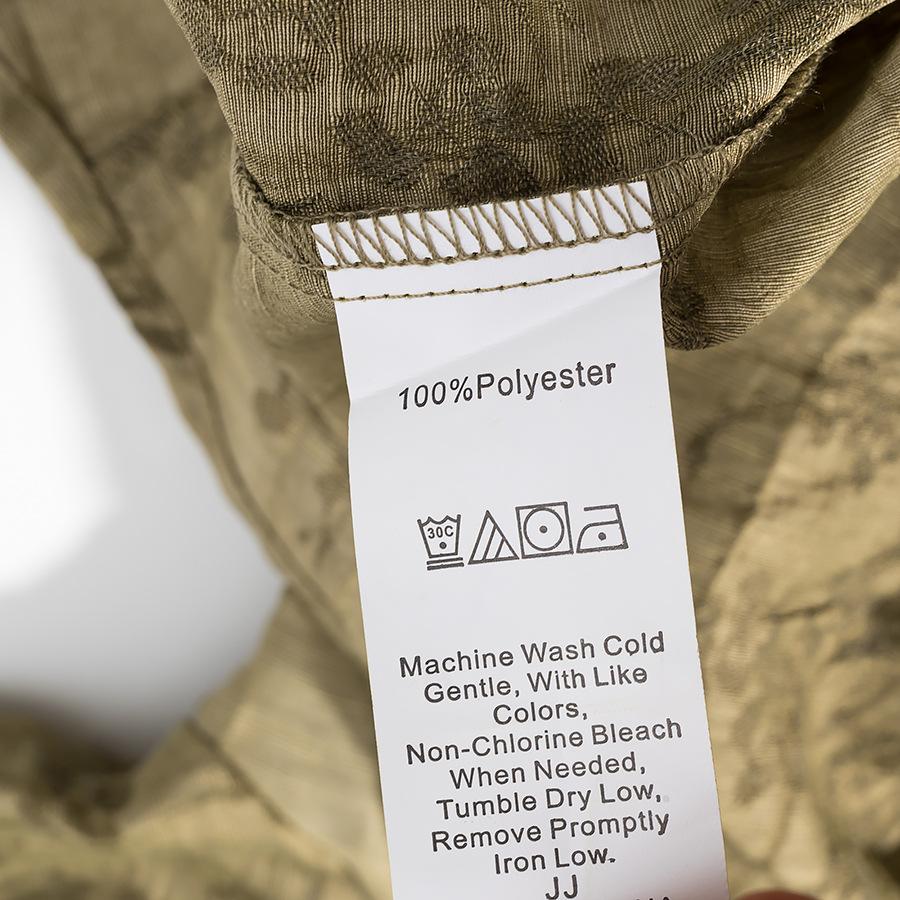 100%Polyester
30C
Machine Wash Cold
Gentle, With Like
Colors,
Non-Chlorine Bleach
When Needed,
Tumble Dry Low,
Remove Promptly
Iron Low.
JJ